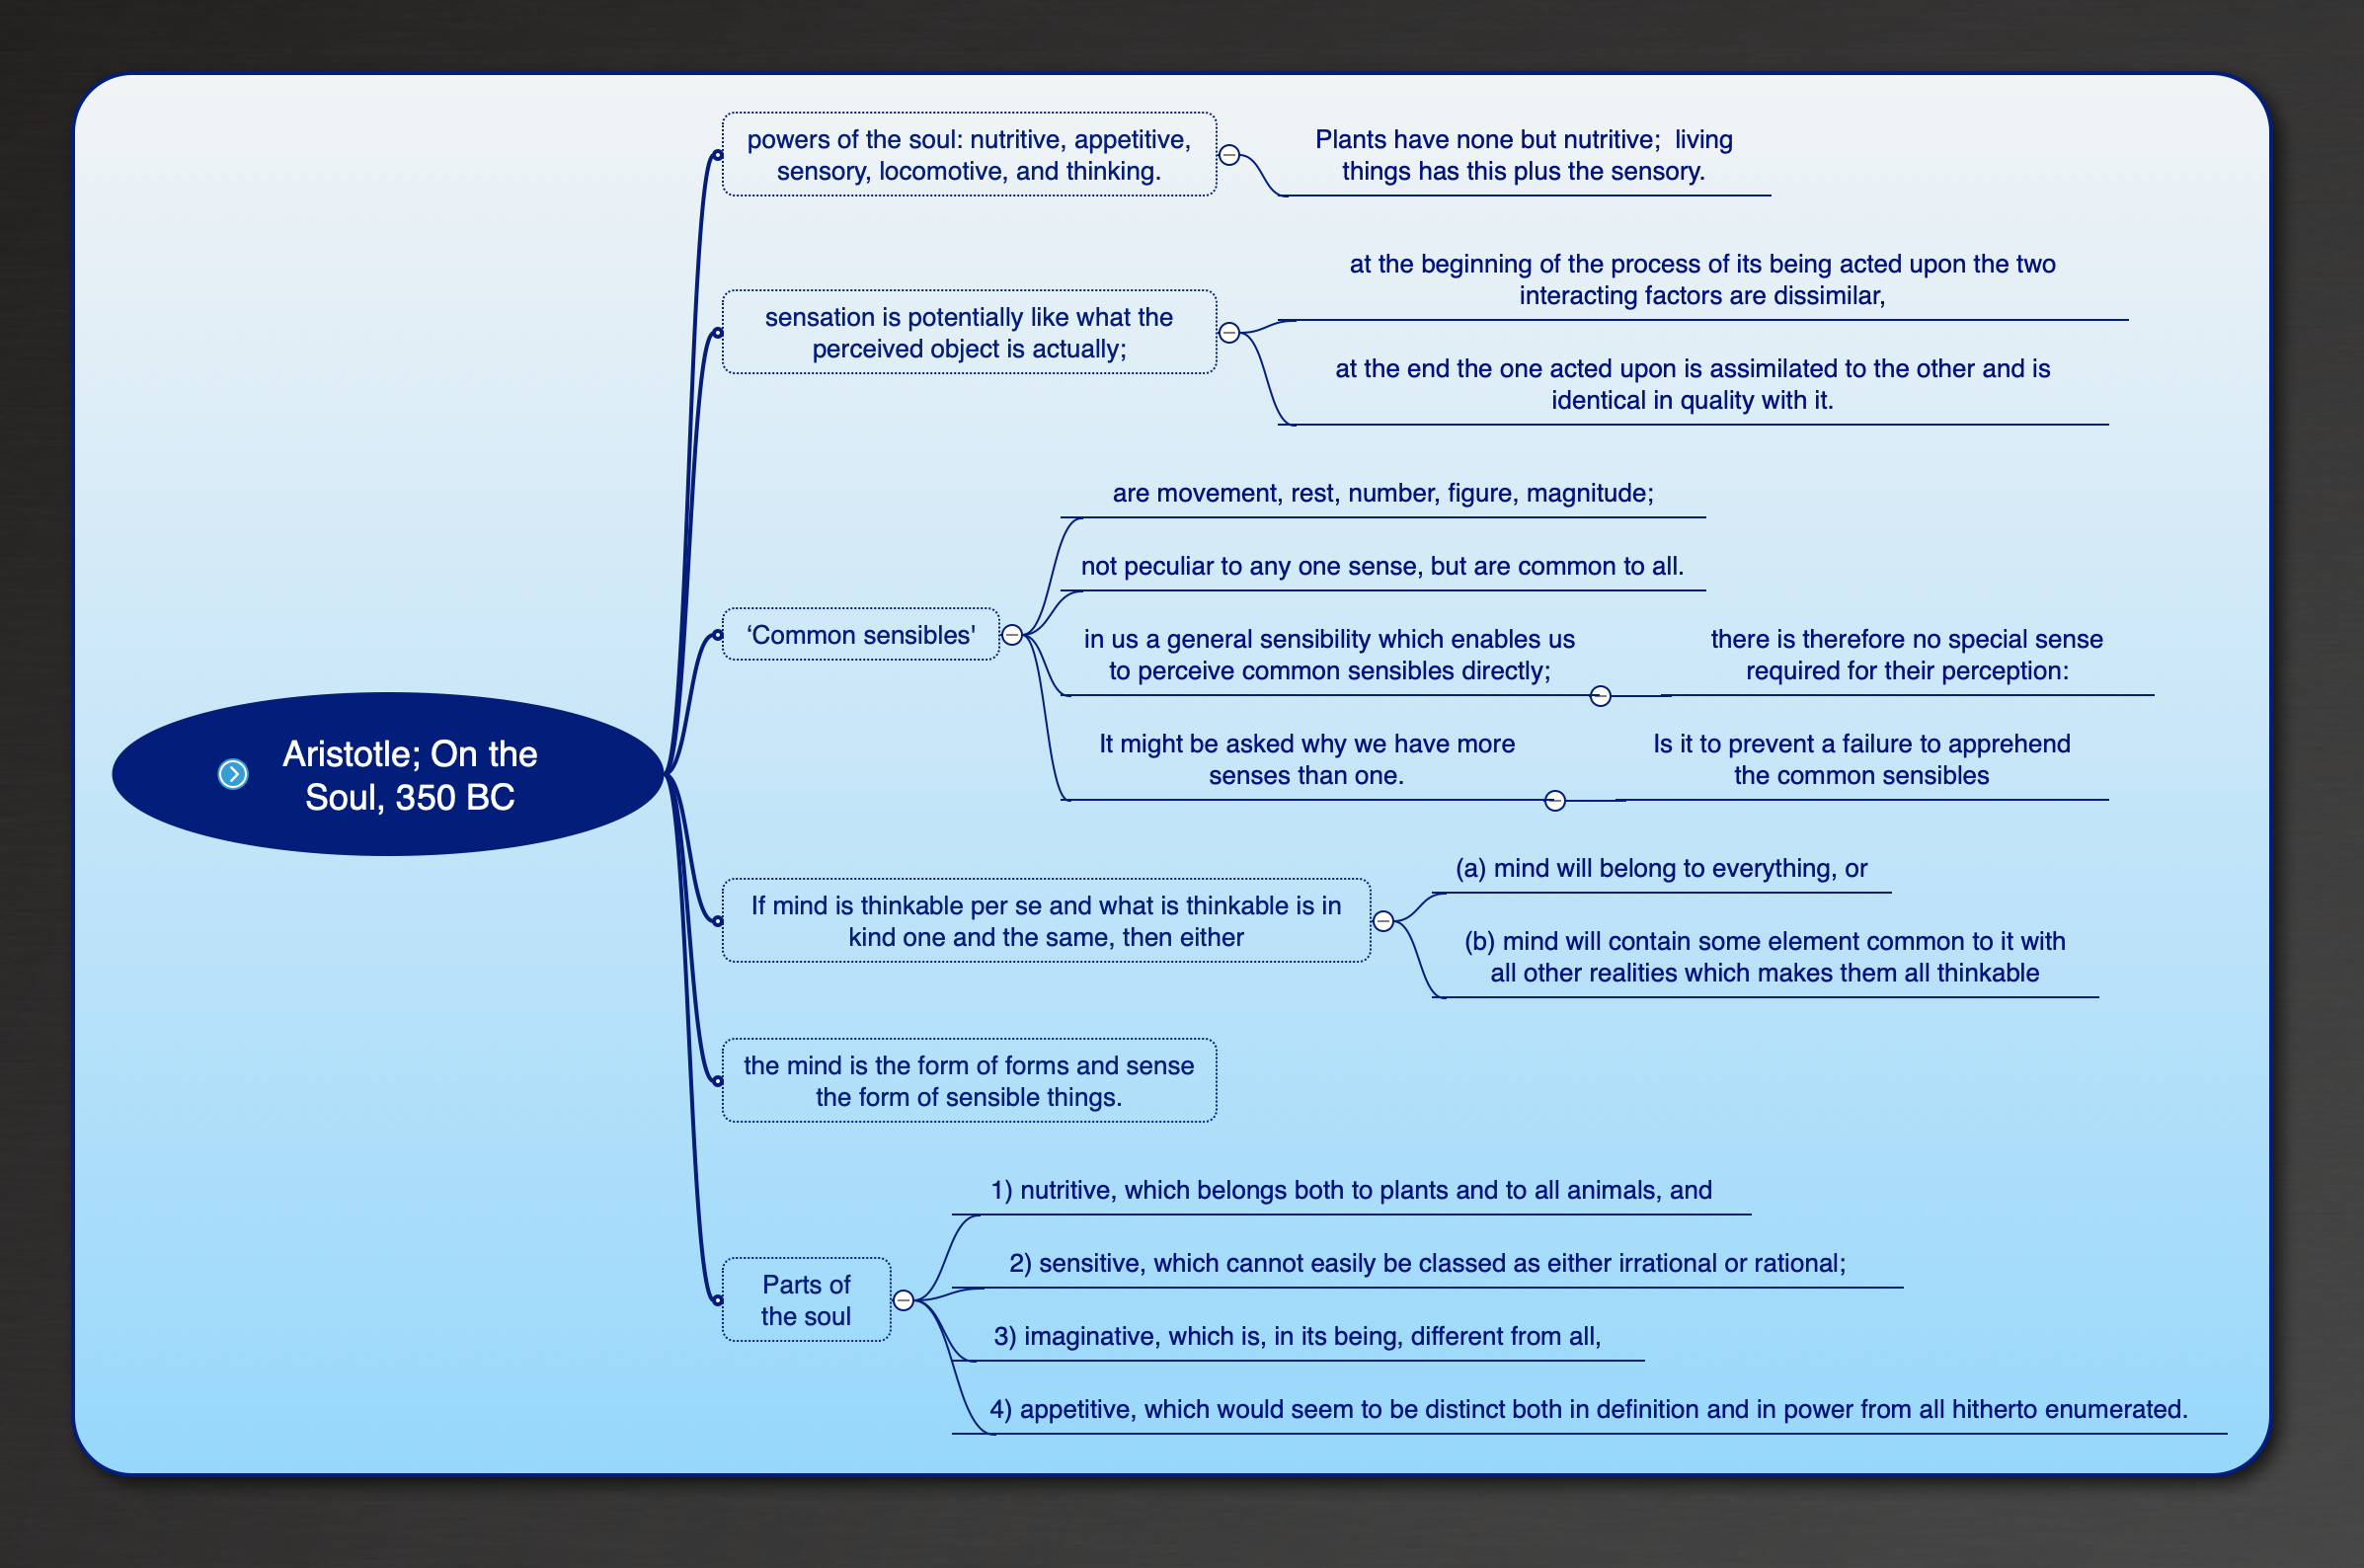 powers of the soul: nutritive, appetitive,
sensory, locomotive, and thinking.
Plants have none but nutritive;  living
things has this plus the sensory.
sensation is potentially like what the
perceived object is actually;
at the beginning of the process of its being acted upon the two
interacting factors are dissimilar,
at the end the one acted upon is assimilated to the other and is
identical in quality with it.
‘Common sensibles'
are movement, rest, number, figure, magnitude;
not peculiar to any one sense, but are common to all.
in us a general sensibility which enables us
to perceive common sensibles directly;
there is therefore no special sense
required for their perception:
It might be asked why we have more
senses than one.
Is it to prevent a failure to apprehend
the common sensibles
Aristotle; On the
Soul, 350 BC
If mind is thinkable per se and what is thinkable is in
kind one and the same, then either
(a) mind will belong to everything, or
(b) mind will contain some element common to it with
all other realities which makes them all thinkable
the mind is the form of forms and sense
the form of sensible things.
Parts of
the soul
1) nutritive, which belongs both to plants and to all animals, and
2) sensitive, which cannot easily be classed as either irrational or rational;
3) imaginative, which is, in its being, different from all,
4) appetitive, which would seem to be distinct both in definition and in power from all hitherto enumerated.